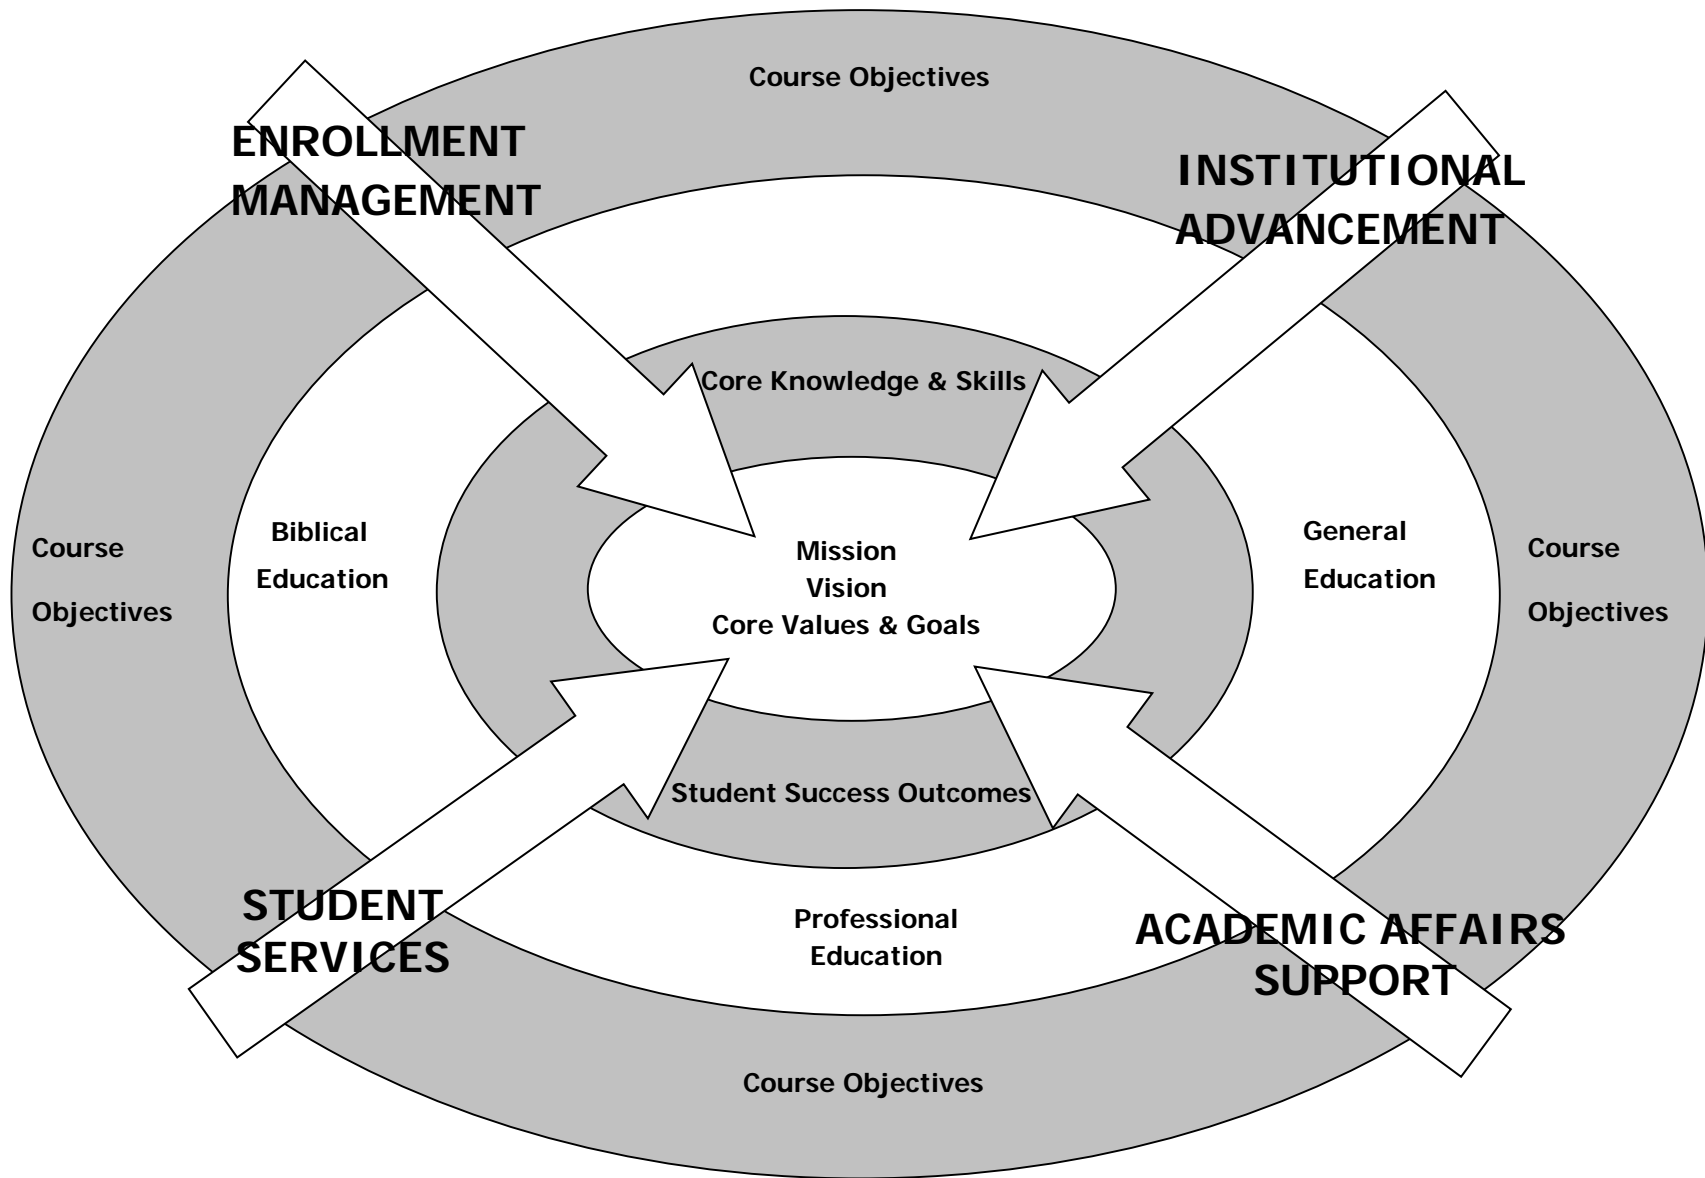 Course Objectives
ENROLLMENT
MANAGEMENT
INSTITUTIONAL
ADVANCEMENT
Core Knowledge & Skills
Course
Objectives
Biblical
Education
Mission
Vision
Core Values & Goals
General
Education
Course
Objectives
Student Success Outcomes
STUDENT
SERVICES
Professional
Education
ACADEMIC AFFAIRS
SUPPORT
Course Objectives